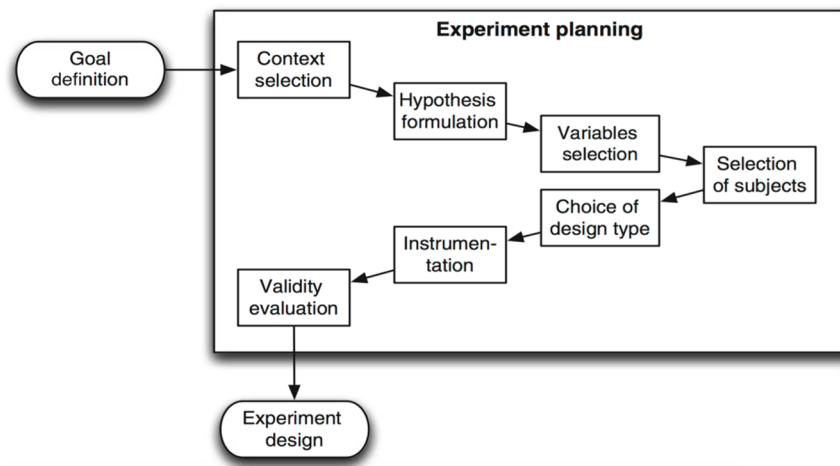 Experiment planning
Goal
definition
Context
selection
Hypothesis
formulation
Variables
selection
Selection
of subjects
Choice of
design type
Instrumen-
tation
Validity
evaluation
Experiment
design